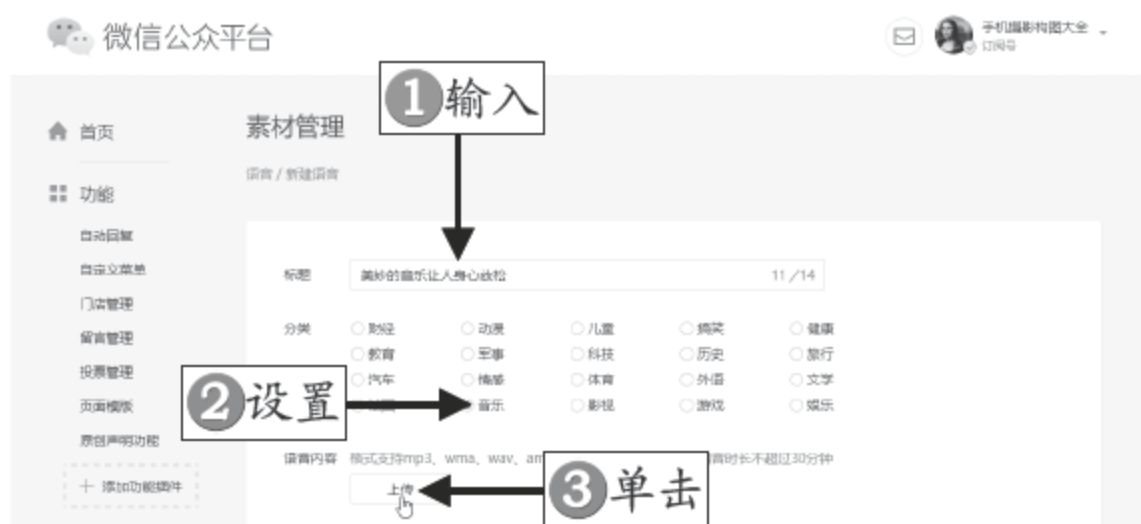 微信公众平台
手机摄影构图大全
订阅号
1 输入
首页
素材管理
语音 / 新建语音
功能
自动回复
自定义菜单
标题 美妙的音乐让人身心放松 11 /14
门店管理
分类 财经 动漫 儿童 搞笑 健康
留言管理
教育 军事 科技 历史 旅行
投票管理
汽车 情感 体育 外语 文学
2 设置
页面模版
音乐 影视 游戏 娱乐
原创声明功能
语音内容 格式支持mp3、wma、wav、am 音时长不超过30分钟
添加功能插件
上传
3 单击